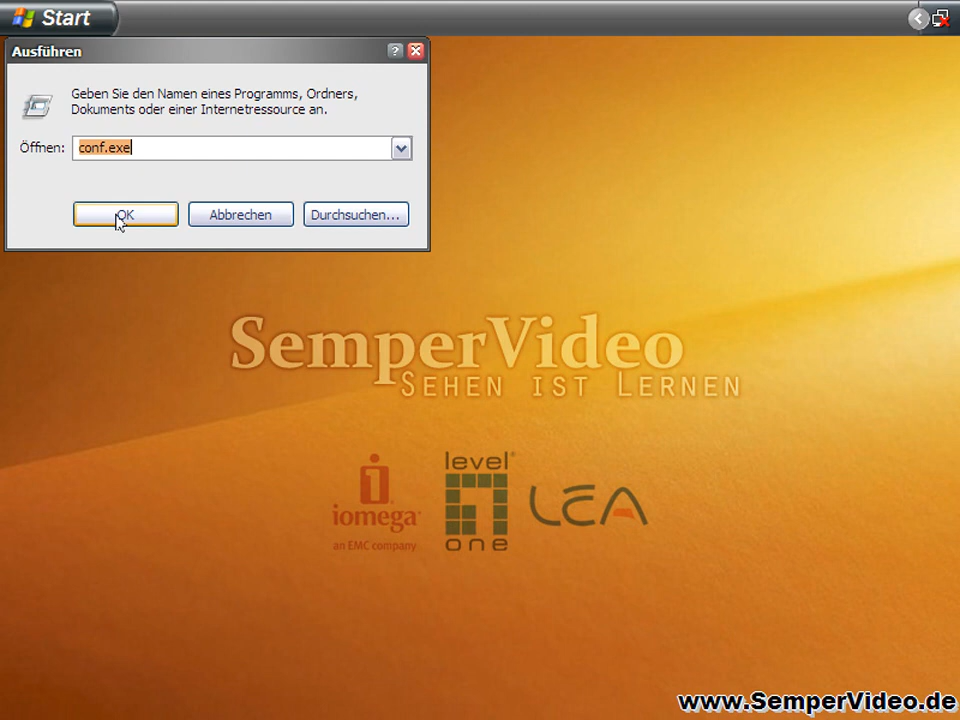 Start
Ausführen
Geben Sie den Namen eines Programms, Ordners,
Dokuments oder einer Internetressource an.
Öffnen: conf.exe
OK Abbrechen Durchsuchen...
SemperVideo
SEHEN IST LERNEN
iomega
an EMC company
level
one
LEA
www.SemperVideo.de